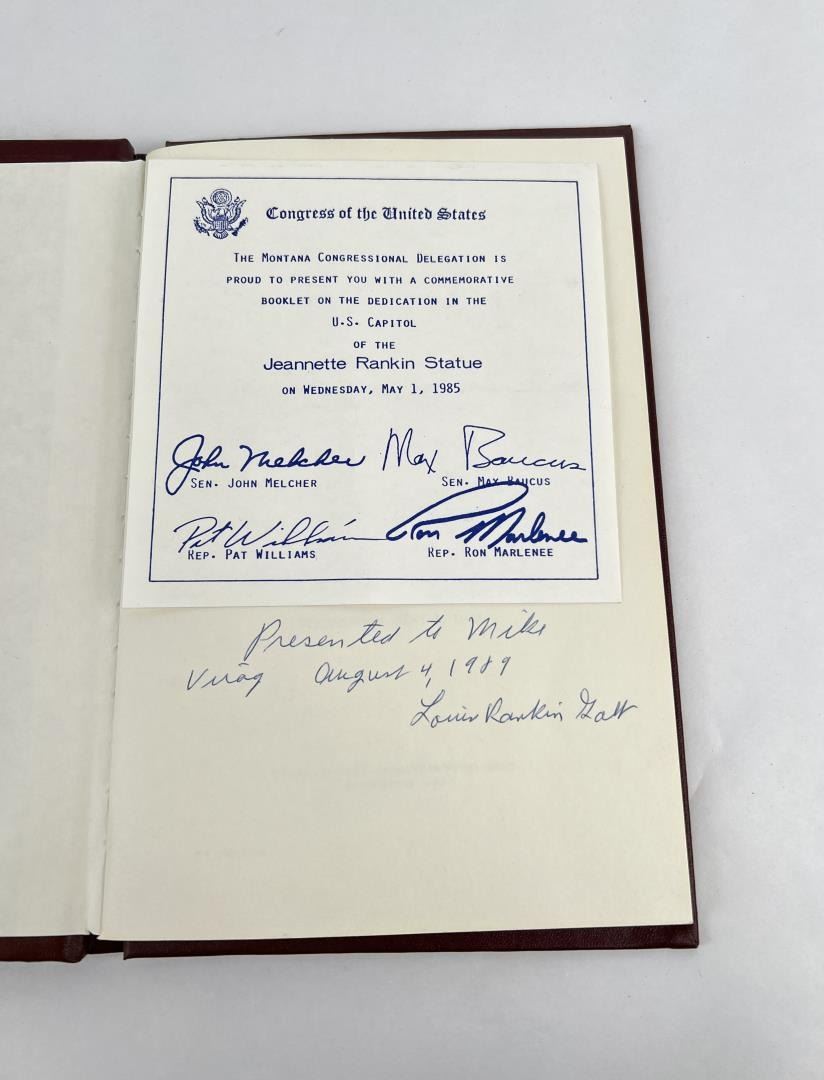 Congress of the United States
THE MONTANA CONGRESSIONAL DELEGATION IS
PROUD TO PRESENT YOU WITH A COMMEMORATIVE
BOOKLET ON THE DEDICATION IN THE
U.S. CAPITOL
OF THE
Jeannette Rankin Statue
ON WEDNESDAY, MAY 1, 1985
John Melcher Max Baucus
SEN. JOHN MELCHER SEN. MAX BAUCUS
Pat Williams Ron Marlenee
REP. PAT WILLIAMS REP. RON MARLENEE
Presented to Mike
August 4, 1989
Rankin Galt